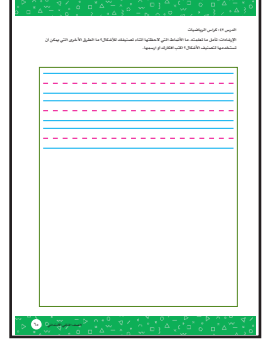 الدرس ٤١: كراس الرياضيات
الإرشادات: تأمل ما تعلمته. ما الأنماط التي لاحظتها أثناء تصنيفك للأشكال؟ ما الطرق الأخرى التي يمكن أن
تستخدمها لتصنيف الأشكال؟ اكتب أفكارك أو ارسمها.